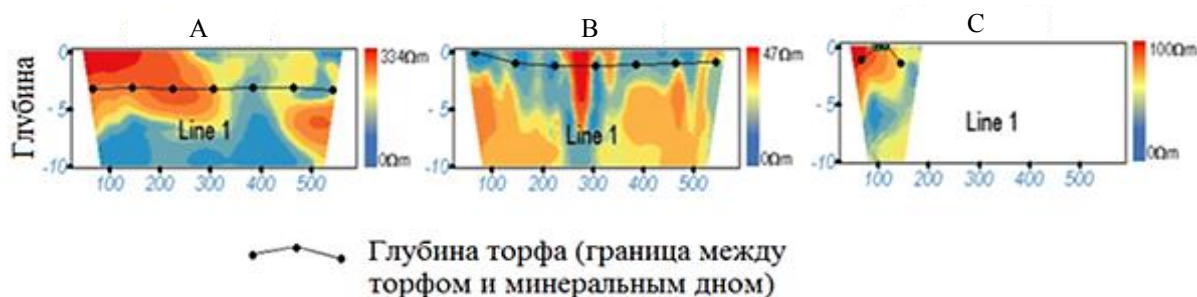 A
B
C
Глубина
0
-5
-10
Line 1
100 200 300 400 500
334Ωm
0Ωm
0
-5
-10
Line 1
100 200 300 400 500
47Ωm
0Ωm
0
-5
-10
Line 1
100 200 300 400 500
100Ωm
0Ωm
Глубина торфа (граница между
торфом и минеральным дном)